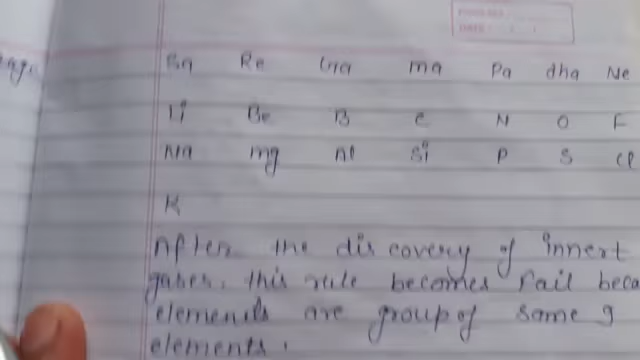 Sa Re Ga ma Pa dha Ne
Li Be B C N O F
Na mg Al Si P S Cl
K
After the discovery of innert
gases. this rule becomes fail beca
elements are group of some g
elements.